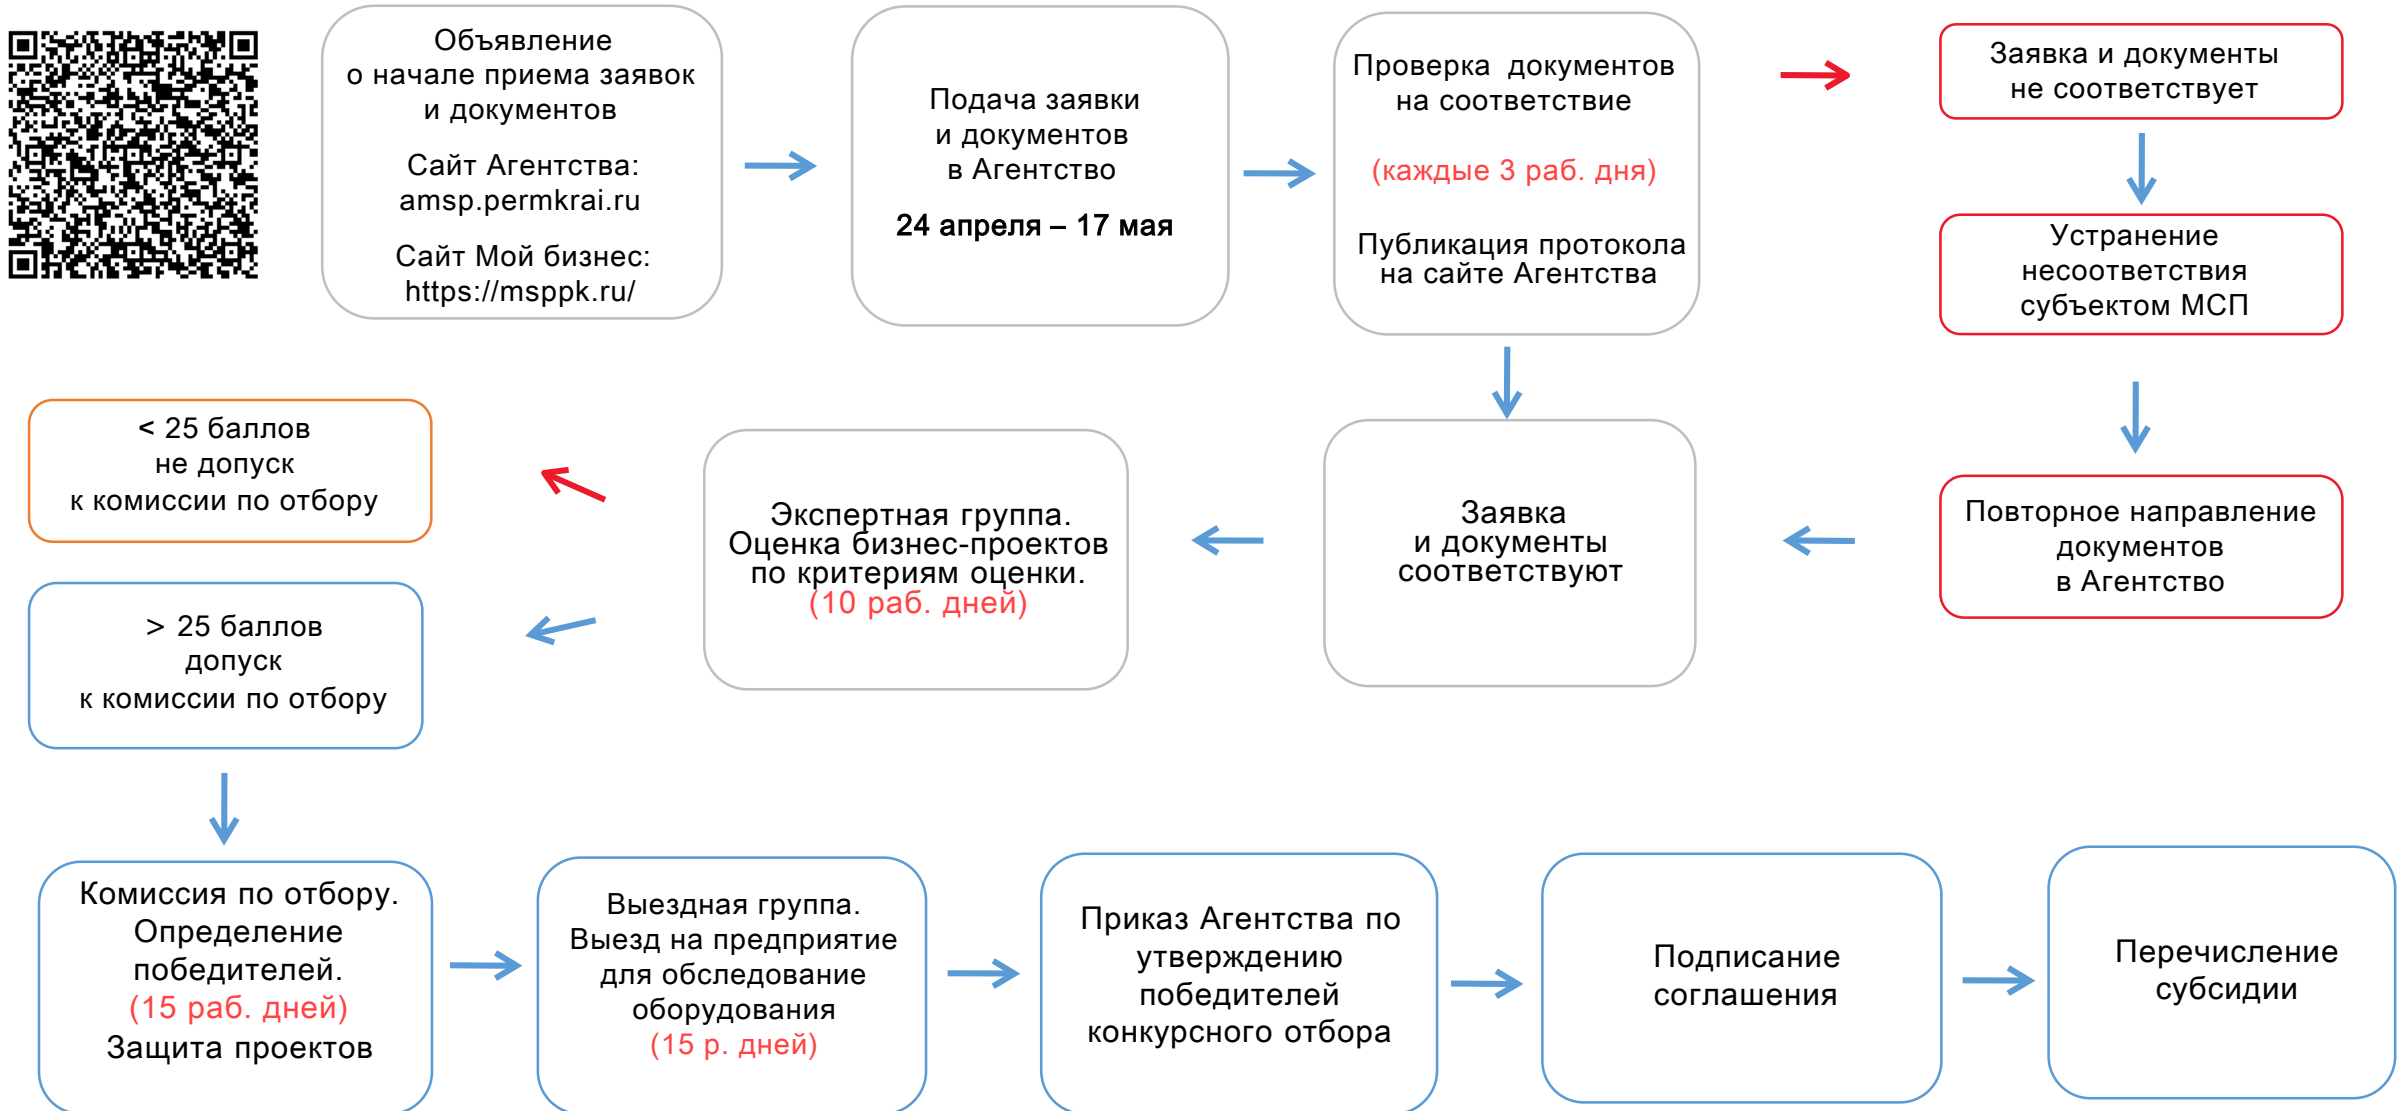 Объявление
о начале приема заявок
и документов
Сайт Агентства:
amsp.permkrai.ru
Сайт Мой бизнес:
https://msppk.ru/
Подача заявки
и документов
в Агентство
24 апреля – 17 мая
Проверка документов
на соответствие
(каждые 3 раб. дня)
Публикация протокола
на сайте Агентства
Заявка и документы
не соответствует
Устранение
несоответствия
субъектом МСП
Повторное направление
документов
в Агентство
Заявка
и документы
соответствуют
Экспертная группа.
Оценка бизнес-проектов
по критериям оценки.
(10 раб. дней)
< 25 баллов
не допуск
к комиссии по отбору
> 25 баллов
допуск
к комиссии по отбору
Комиссия по отбору.
Определение
победителей.
(15 раб. дней)
Защита проектов
Выездная группа.
Выезд на предприятие
для обследование
оборудования
(15 р. дней)
Приказ Агентства по
утверждению
победителей
конкурсного отбора
Подписание
соглашения
Перечисление
субсидии